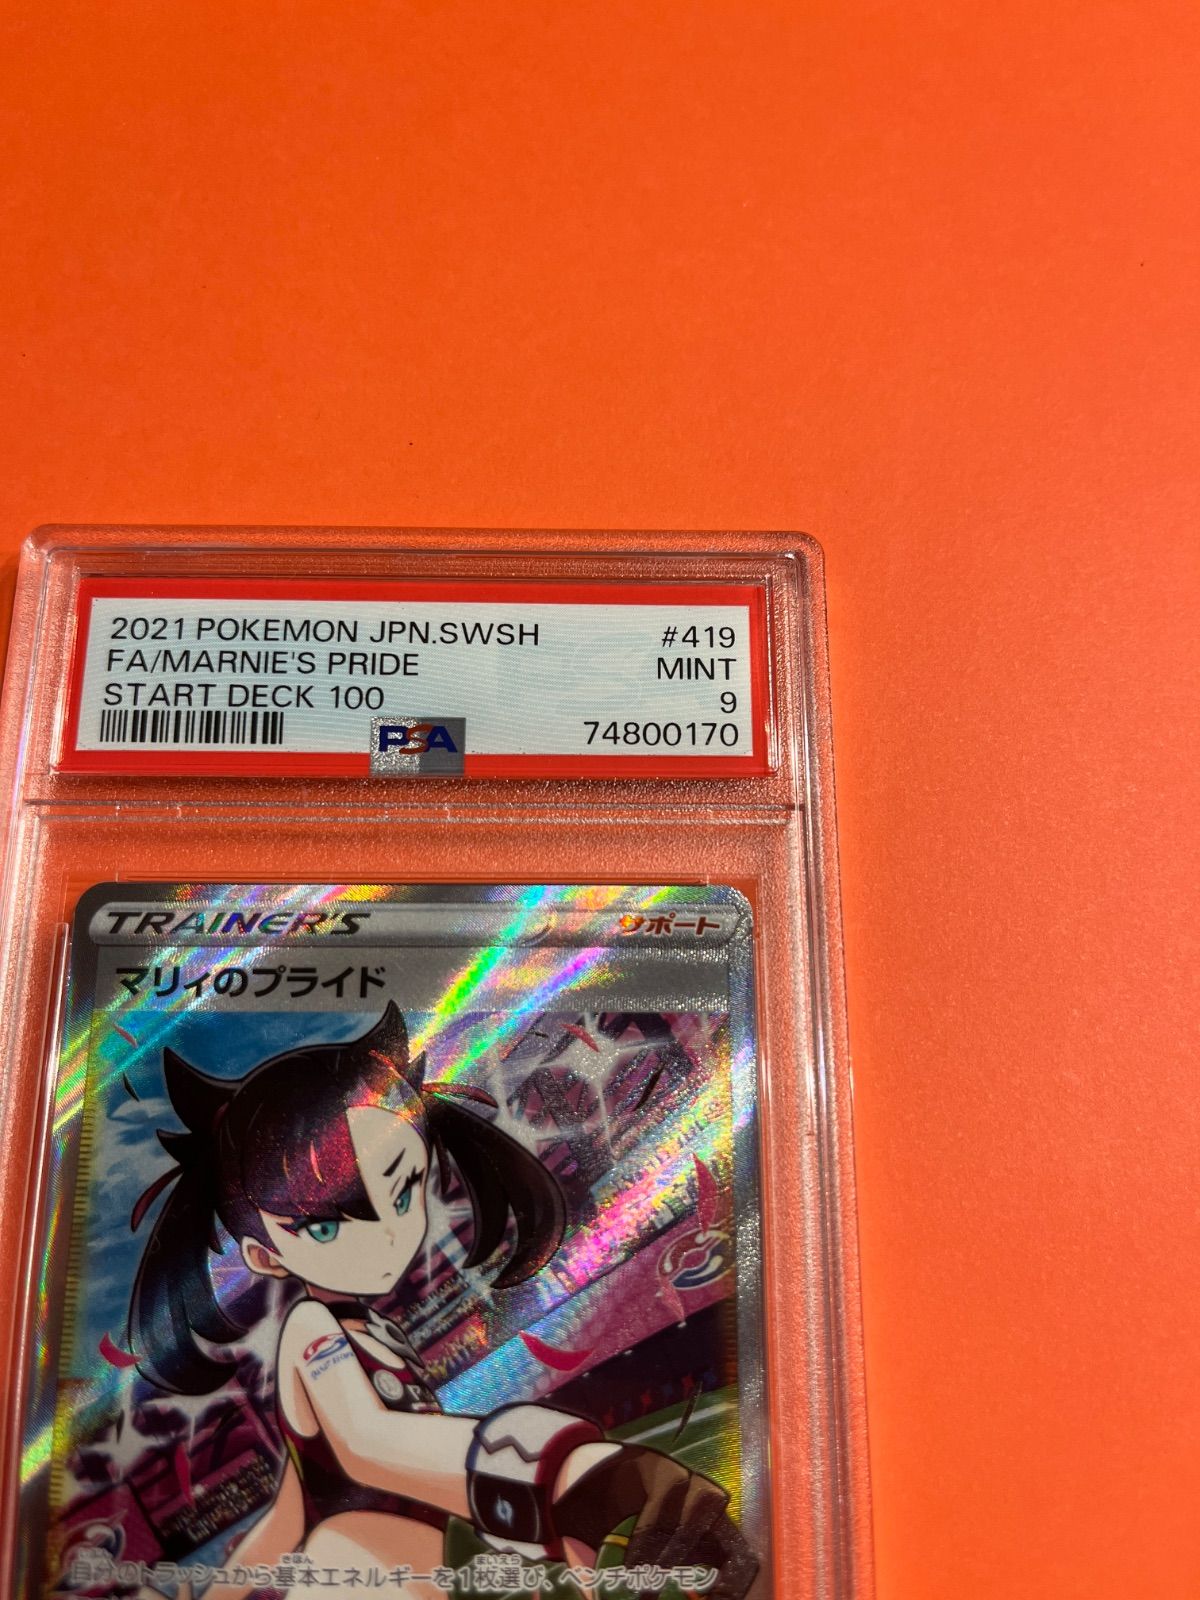 2021 POKEMON JPN.SWSH #419
FA/MARNIE'S PRIDE MINT
START DECK 100 9
74800170
PSA
TRAINER'S サポート
マリィのプライド
自分のトラッシュから基本エネルギーを1枚選び、ベンチポケモン